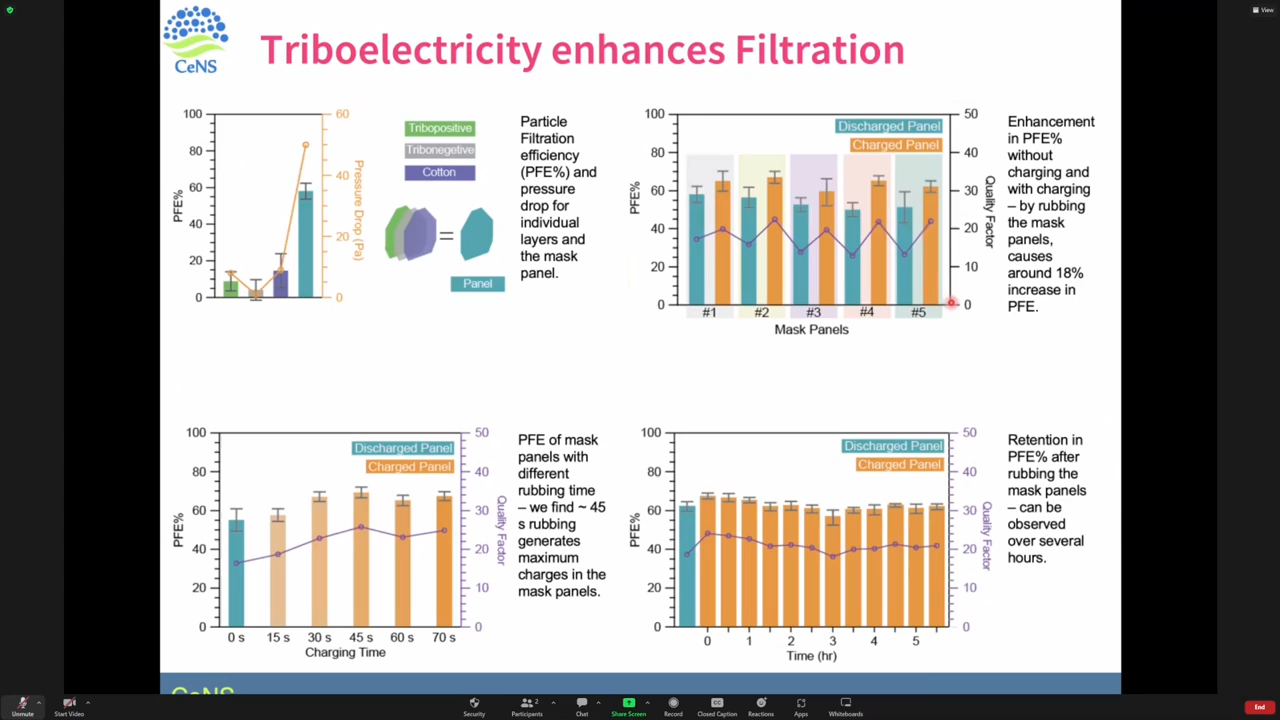 View
CeNS
Triboelectricity enhances Filtration
100
80
60
40
20
0
PFE%
60
40
20
0
Pressure Drop (Pa)
Tribopositive
Tribonegetive
Cotton
=
Panel
Particle
Filtration
efficiency
(PFE%) and
pressure
drop for
individual
layers and
the mask
panel.
100
80
60
40
20
0
PFE%
Discharged Panel
Charged Panel
50
40
30
20
10
0
Quality Factor
#1 #2 #3 #4 #5
Mask Panels
Enhancement
in PFE%
without
charging and
with charging
– by rubbing
the mask
panels,
causes
around 18%
increase in
PFE.
100
80
60
40
20
0
PFE%
Discharged Panel
Charged Panel
50
40
30
20
10
0
Quality Factor
0 s 15 s 30 s 45 s 60 s 70 s
Charging Time
PFE of mask
panels with
different
rubbing time
– we find ~ 45
s rubbing
generates
maximum
charges in the
mask panels.
100
80
60
40
20
0
PFE%
Discharged Panel
Charged Panel
50
40
30
20
10
0
Quality Factor
0 1 2 3 4 5
Time (hr)
Retention in
PFE% after
rubbing the
mask panels
– can be
observed
over several
hours.
CeNS
Unmute
Start Video
Security
Participants
2
Chat
Share Screen
Record
Closed Caption
Reactions
Apps
Whiteboards
End